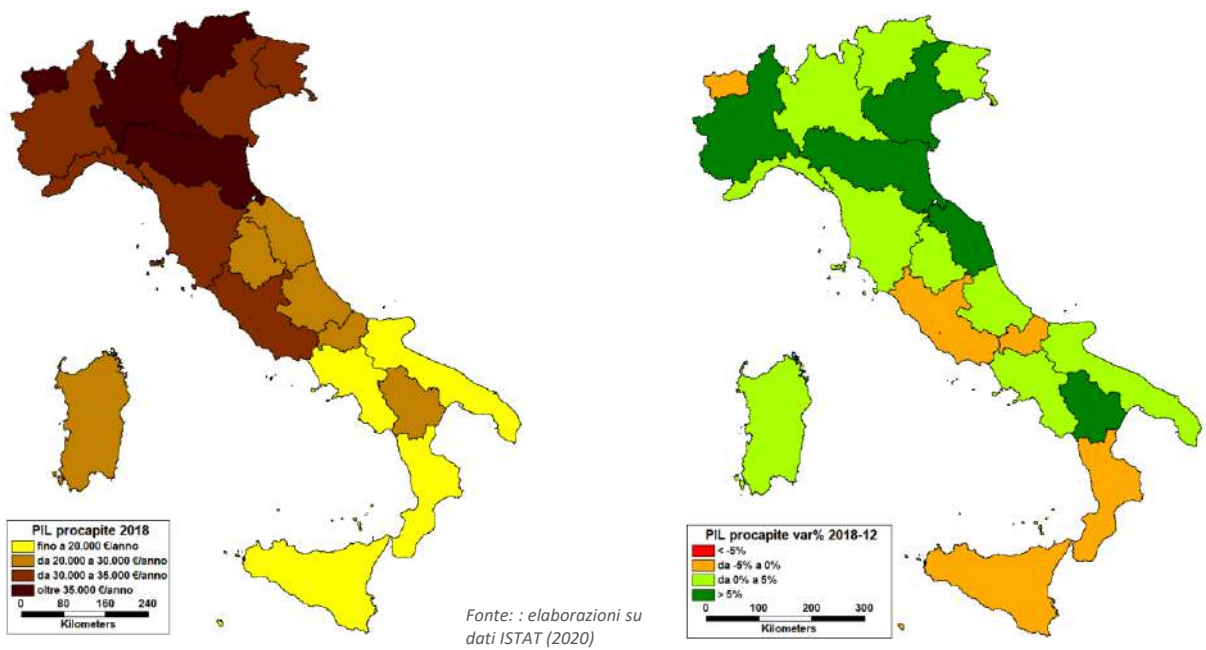 PIL procapite 2018
fino a 20.000 €/anno
da 20.000 a 30.000 €/anno
da 30.000 a 35.000 €/anno
oltre 35.000 €/anno
0 80 160 240
Kilometers
Fonte: : elaborazioni su
dati ISTAT (2020)
PIL procapite var% 2018-12
< -5%
da -5% a 0%
da 0% a 5%
> 5%
0 100 200 300
Kilometers